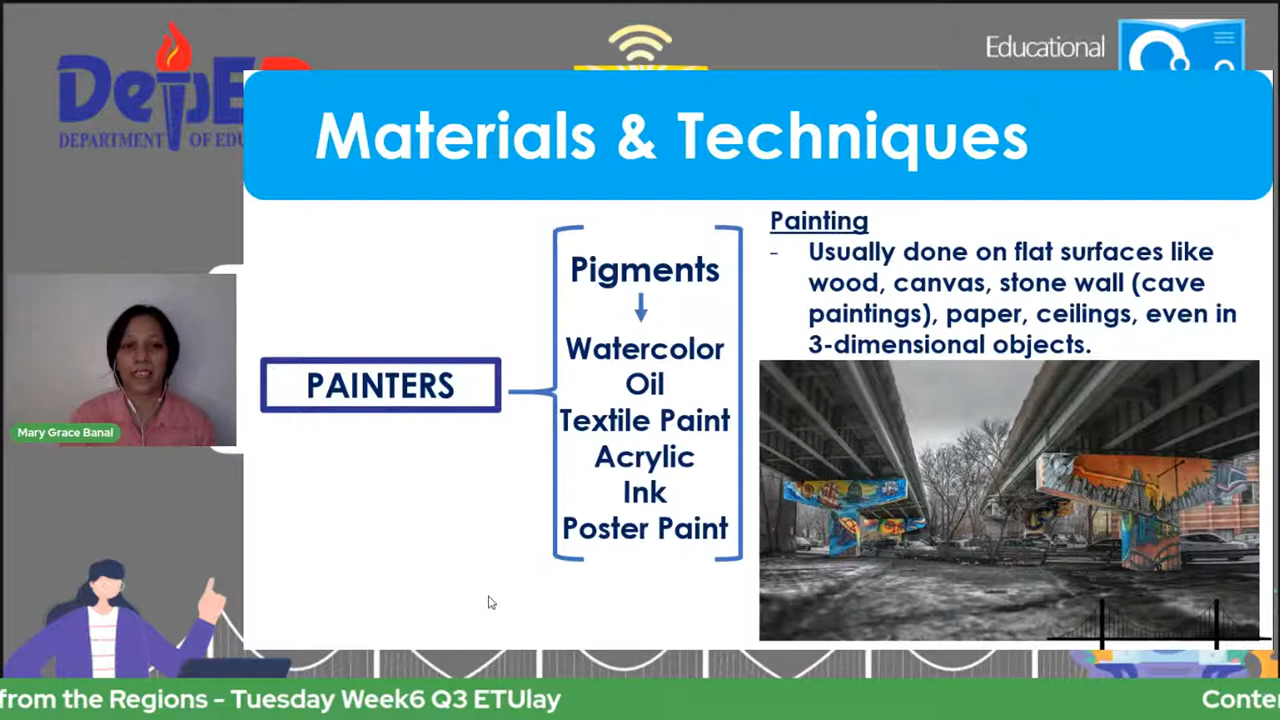 DepED
DEPARTMENT OF EDU
Educational
Materials & Techniques
Painting
- Usually done on flat surfaces like
wood, canvas, stone wall (cave
paintings), paper, ceilings, even in
3-dimensional objects.
Pigments
Watercolor
Oil
Textile Paint
Acrylic
Ink
Poster Paint
PAINTERS
Mary Grace Banal
from the Regions - Tuesday Week6 Q3 ETUlay
Conte